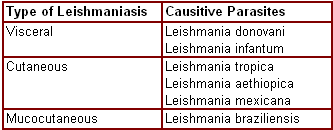 Type of Leishmaniasis Causitive Parasites
Visceral Leishmania donovani
Leishmania infantum
Cutaneous Leishmania tropica
Leishmania aethiopica
Leishmania mexicana
Mucocutaneous Leishmania braziliensis